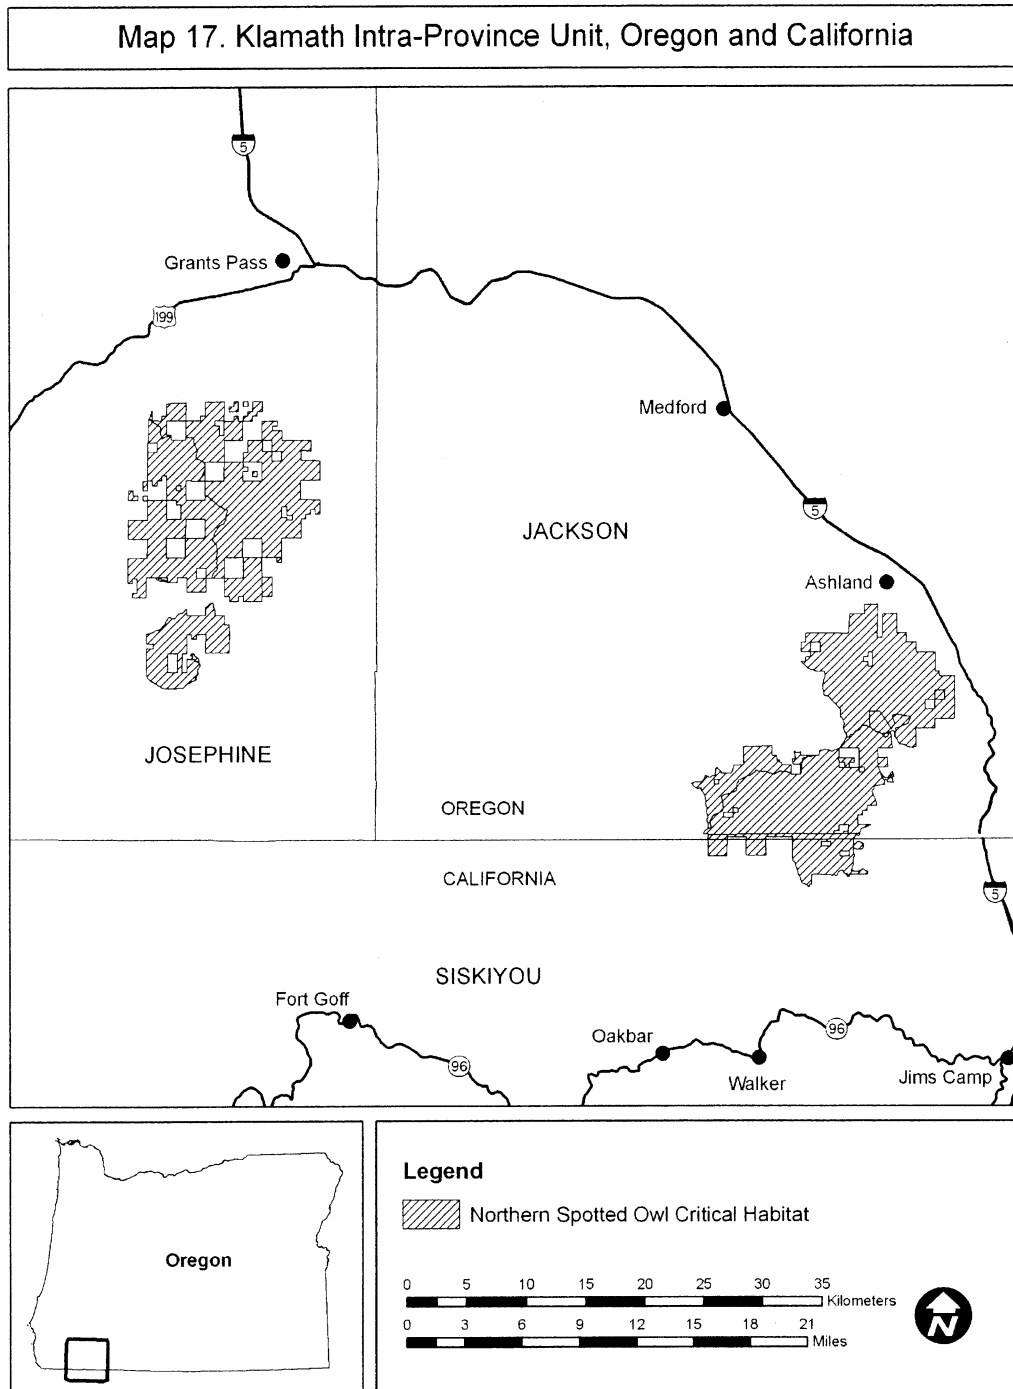 Map 17. Klamath Intra-Province Unit, Oregon and California
5
Grants Pass
199
Medford
5
JACKSON
Ashland
JOSEPHINE
OREGON
CALIFORNIA
5
SISKIYOU
Fort Goff
96
Oakbar
96
Walker
Jims Camp
96
Oregon
Legend
Northern Spotted Owl Critical Habitat
0 5 10 15 20 25 30 35
Kilometers
0 3 6 9 12 15 18 21
Miles
N